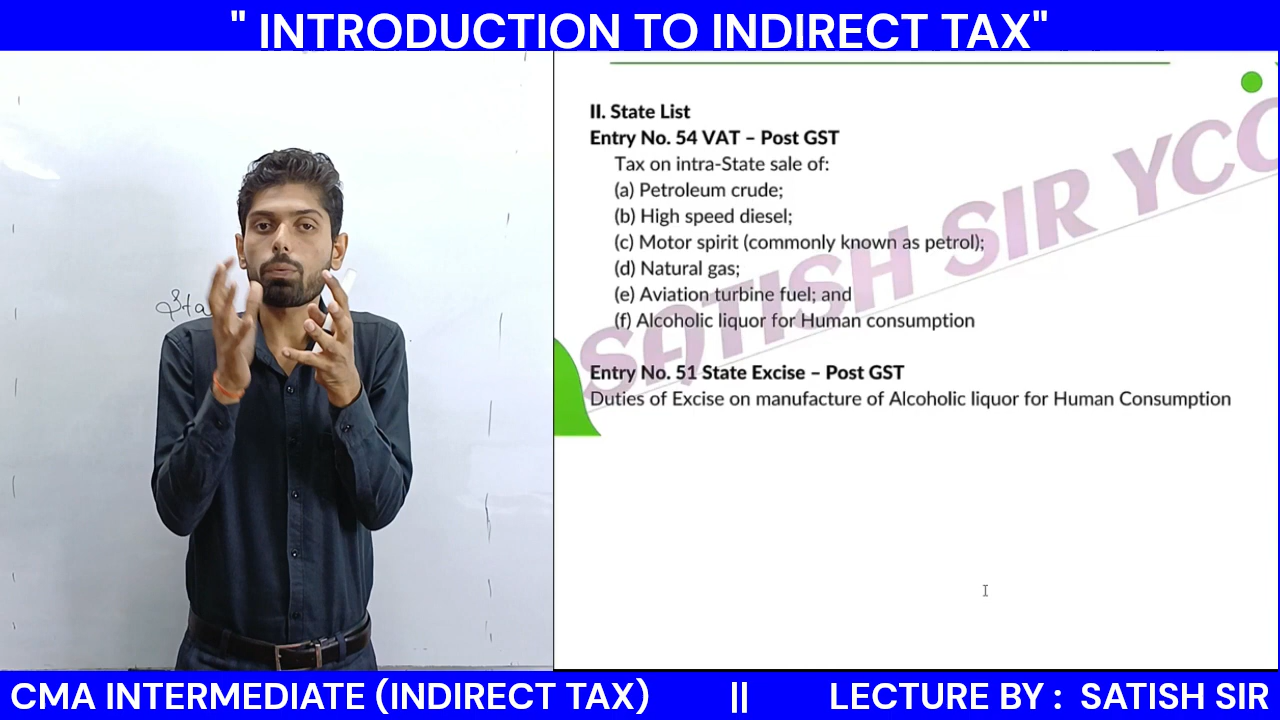 " INTRODUCTION TO INDIRECT TAX"
II. State List
Entry No. 54 VAT – Post GST
Tax on intra-State sale of:
(a) Petroleum crude;
(b) High speed diesel;
(c) Motor spirit (commonly known as petrol);
(d) Natural gas;
(e) Aviation turbine fuel; and
(f) Alcoholic liquor for Human consumption
Entry No. 51 State Excise – Post GST
Duties of Excise on manufacture of Alcoholic liquor for Human Consumption
SATISH SIR YCC
CMA INTERMEDIATE (INDIRECT TAX) || LECTURE BY : SATISH SIR